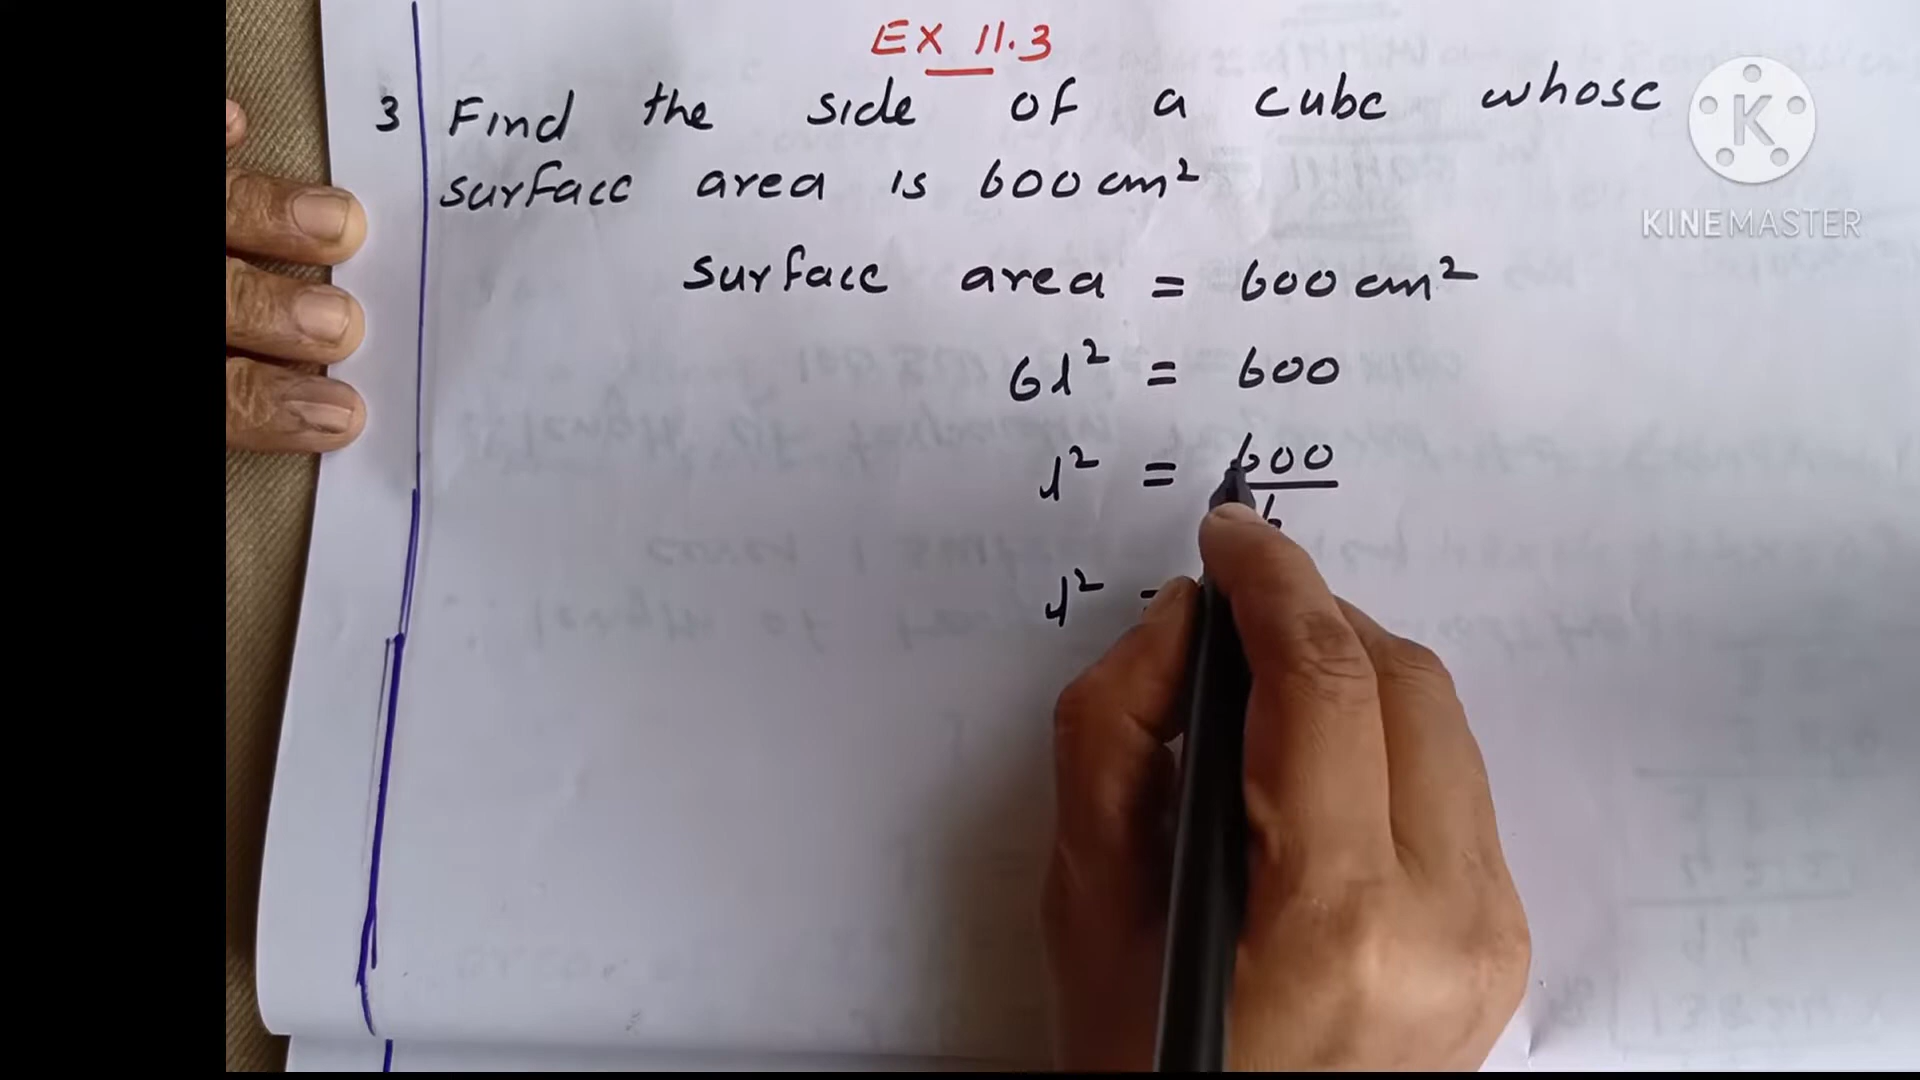 EX 11.3
3 Find the side of a cube whose
surface area is 600 cm²
surface area = 600 cm²
6l² = 600
l² = 600/6
l² =
K
KINEMASTER